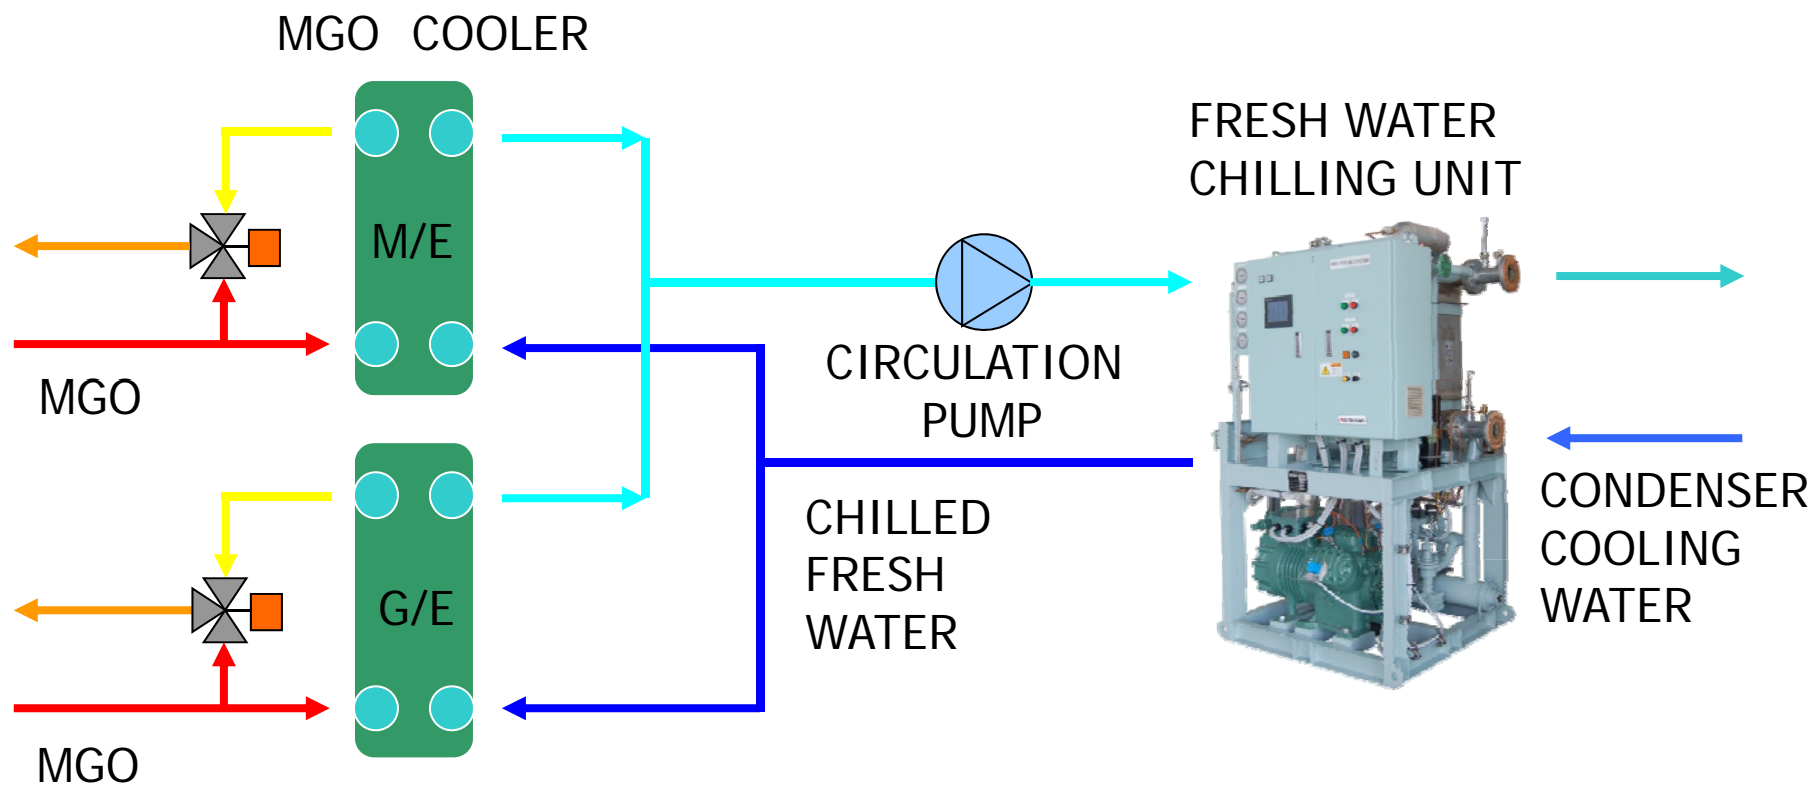 MGO COOLER
FRESH WATER
CHILLING UNIT
M/E
MGO
CIRCULATION
PUMP
G/E
CHILLED
FRESH
WATER
CONDENSER
COOLING
WATER
MGO